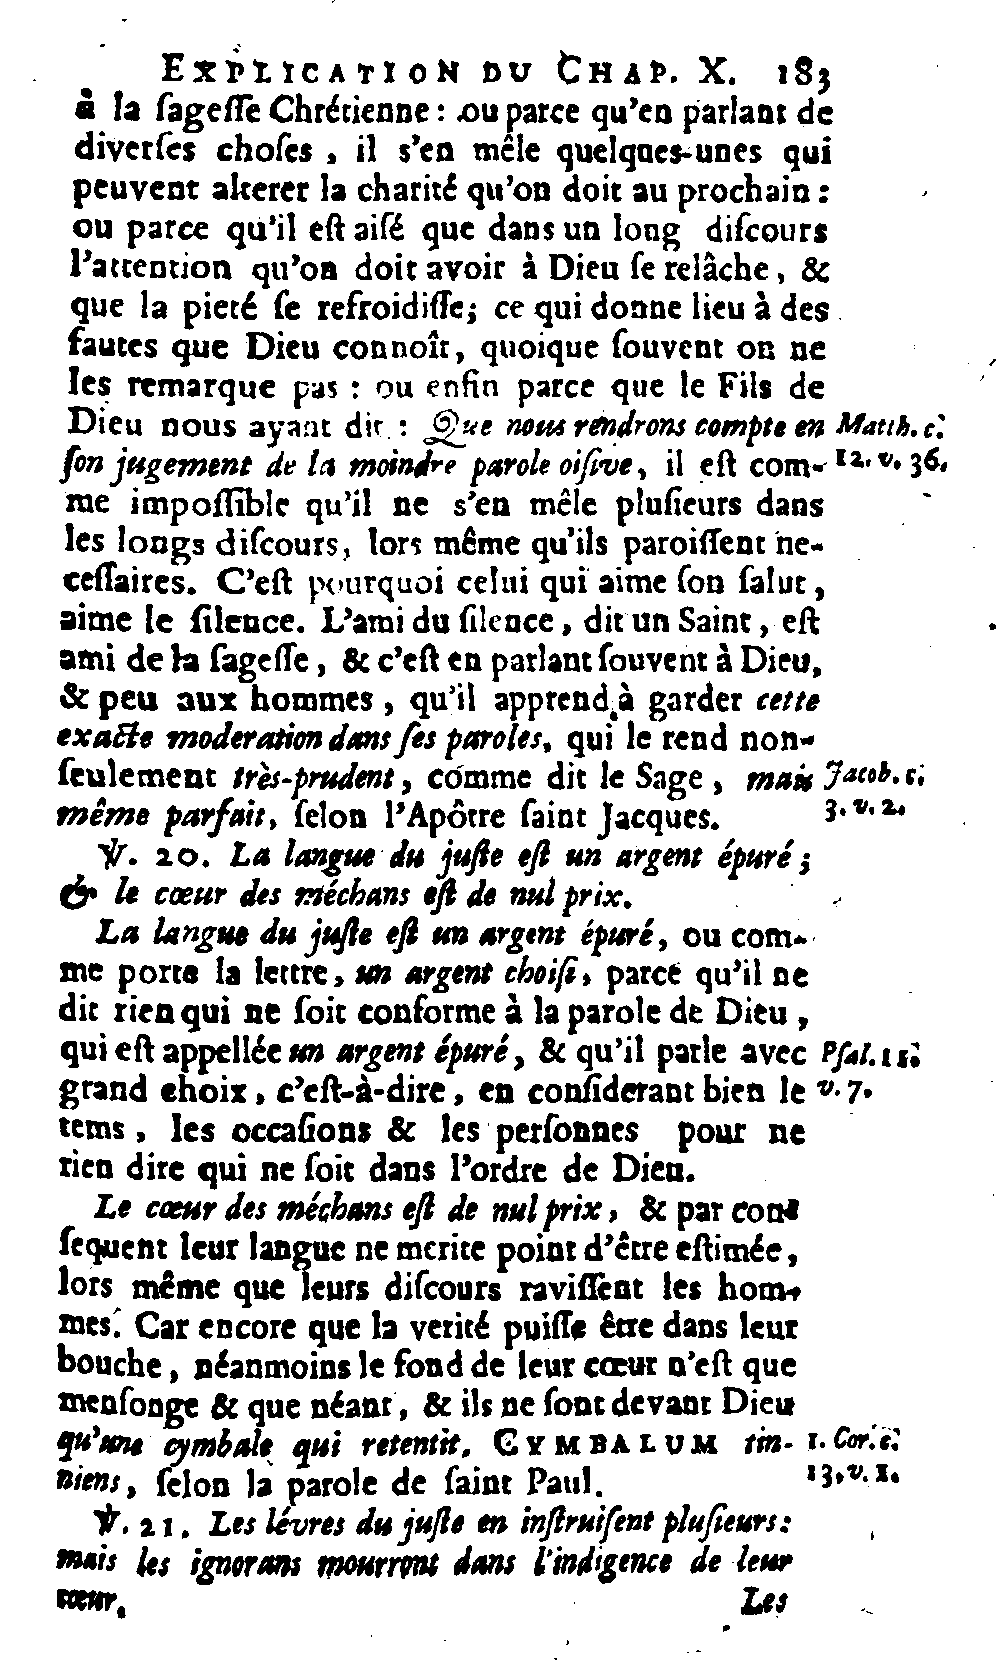 EXPLICATION DU CHAP. X. 183
à la ſageſſe Chrétienne : ou parce qu'en parlant de
diverſes choſes , il s'en mêle quelques-unes qui
peuvent alterer la charité qu'on doit au prochain :
ou parce qu'il eſt aiſé que dans un long diſcours
l'attention qu'on doit avoir à Dieu ſe relâche , &
que la pieté ſe refroidiſſe; ce qui donne lieu à des
fautes que Dieu connoît, quoique ſouvent on ne
les remarque pas : ou enfin parce que le Fils de
Dieu nous ayant dit : Que nous rendrons compte en Matth. c.
ſon jugement de la moindre parole oiſive, il eſt com- 12. v. 36.
me impoſſible qu'il ne s'en mêle pluſieurs dans
les longs diſcours, lors même qu'ils paroiſſent ne-
ceſſaires. C'eſt pourquoi celui qui aime ſon ſalut ,
aime le ſilence. L'ami du ſilence , dit un Saint , eſt
ami de la ſageſſe , & c'eſt en parlant ſouvent à Dieu,
& peu aux hommes , qu'il apprend à garder cette
exacte moderation dans ſes paroles, qui le rend non-
ſeulement très-prudent , comme dit le Sage , mais Jacob. c.
même parfait, ſelon l'Apôtre ſaint Jacques. 3. v. 2.
℣. 20. La langue du juſte eſt un argent épuré ;
& le cœur des méchans eſt de nul prix.
La langue du juſte eſt un argent épuré, ou com-
me porte la lettre, un argent choiſi, parce qu'il ne
dit rien qui ne ſoit conforme à la parole de Dieu ,
qui eſt appellée un argent épuré, & qu'il parle avec Pſal. 11.
grand choix, c'eſt-à-dire, en conſiderant bien le v. 7.
tems , les occaſions & les perſonnes pour ne
rien dire qui ne ſoit dans l'ordre de Dieu.
Le cœur des méchans eſt de nul prix, & par con-
ſequent leur langue ne merite point d'être eſtimée,
lors même que leurs diſcours raviſſent les hom-
mes. Car encore que la verité puiſſe être dans leur
bouche, néanmoins le fond de leur cœur n'eſt que
menſonge & que néant, & ils ne ſont devant Dieu
qu'une cymbale qui retentit, CYMBALUM tin- 1. Cor. c.
niens, ſelon la parole de ſaint Paul. 13. v. 1.
℣. 21. Les lévres du juſte en inſtruiſent pluſieurs :
mais les ignorans mourront dans l'indigence de leur
cœur. Les